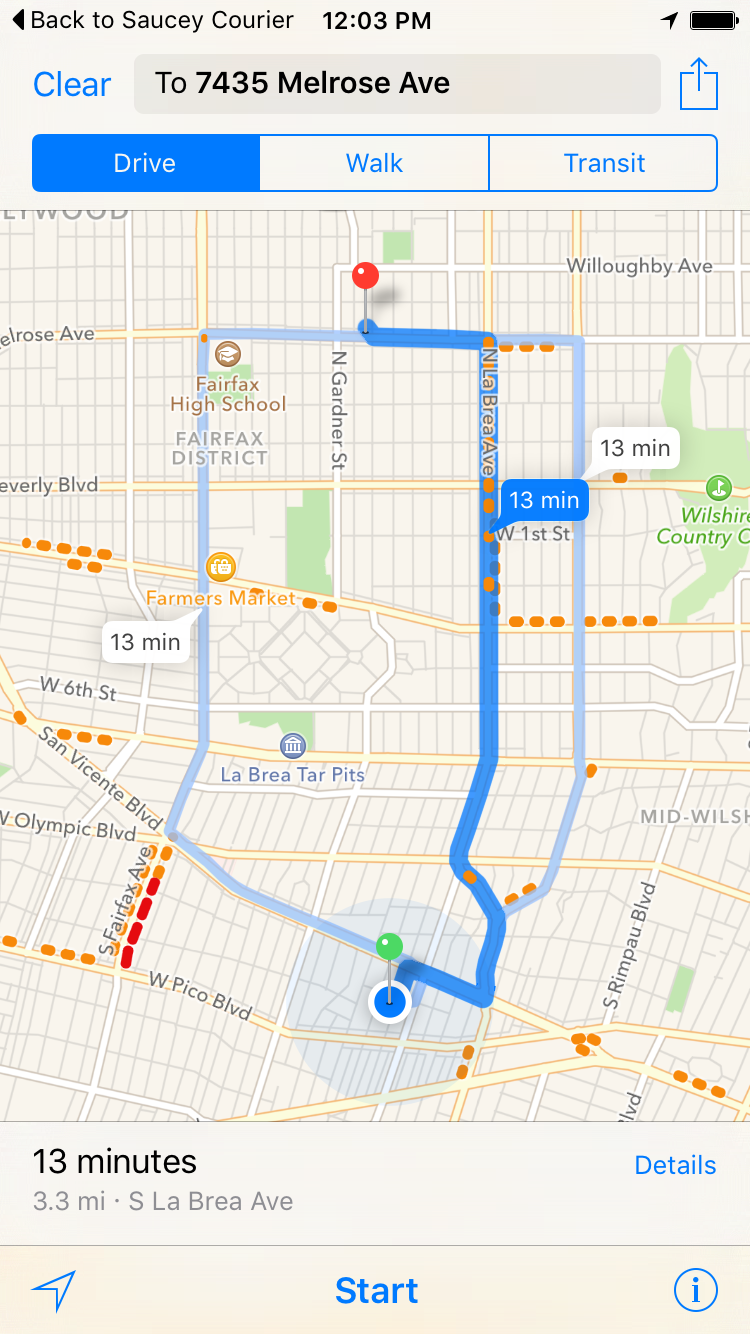 Back to Saucey Courier 12:03 PM
Clear To 7435 Melrose Ave
Drive Walk Transit
LYWOOD
Willoughby Ave
elrose Ave
N Gardner St
N La Brea Ave
Fairfax
High School
FAIRFAX
DISTRICT
13 min
everly Blvd
13 min
Wilshire
Country C
W 1st St
Farmers Market
13 min
W 6th St
San Vicente Blvd
La Brea Tar Pits
W Olympic Blvd
MID-WILSH
S Fairfax Ave
S Rimpau Blvd
W Pico Blvd
lvd
13 minutes
Details
3.3 mi · S La Brea Ave
Start